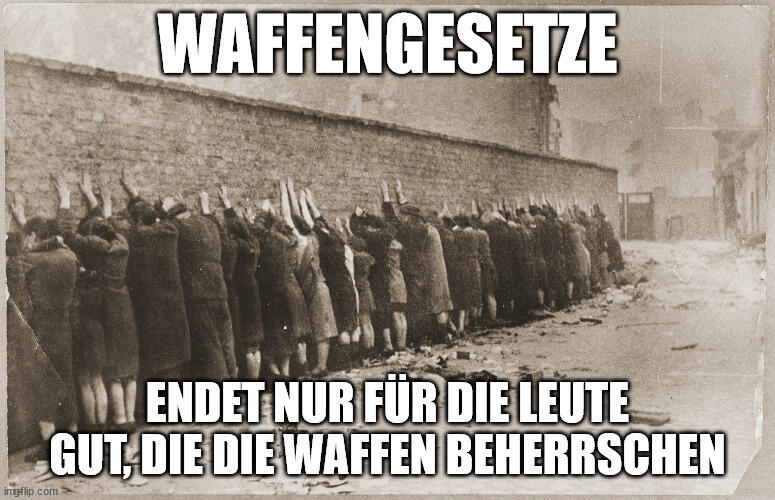 WAFFENGESETZE
ENDET NUR FÜR DIE LEUTE
GUT, DIE DIE WAFFEN BEHERRSCHEN
imgflip.com